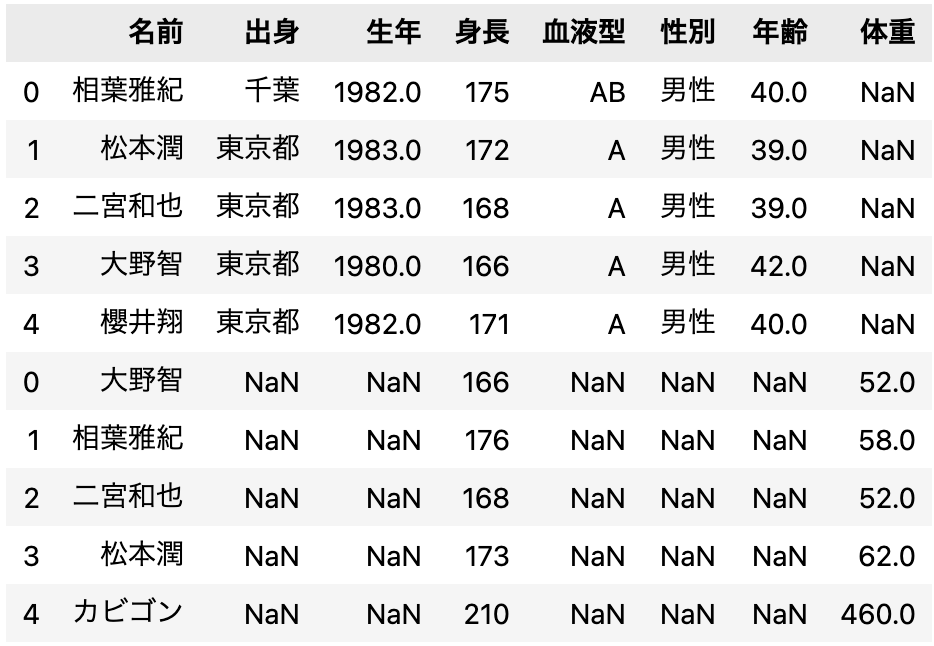 名前 出身 生年 身長 血液型 性別 年齢 体重
0 相葉雅紀 千葉 1982.0 175 AB 男性 40.0 NaN
1 松本潤 東京都 1983.0 172 A 男性 39.0 NaN
2 二宮和也 東京都 1983.0 168 A 男性 39.0 NaN
3 大野智 東京都 1980.0 166 A 男性 42.0 NaN
4 櫻井翔 東京都 1982.0 171 A 男性 40.0 NaN
0 大野智 NaN NaN 166 NaN NaN NaN 52.0
1 相葉雅紀 NaN NaN 176 NaN NaN NaN 58.0
2 二宮和也 NaN NaN 168 NaN NaN NaN 52.0
3 松本潤 NaN NaN 173 NaN NaN NaN 62.0
4 カビゴン NaN NaN 210 NaN NaN NaN 460.0